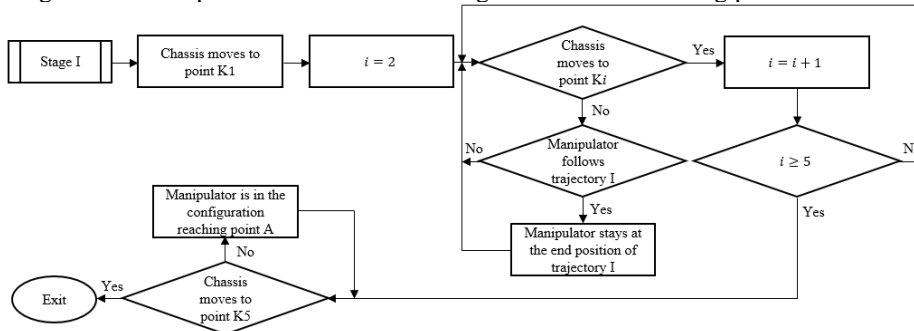 Stage I
Chassis moves to
point K1
i = 2
Chassis
moves to
point Ki
Yes
i = i + 1
No
No
Manipulator
follows
trajectory I
i ≥ 5
Yes
Yes
Manipulator stays at
the end position of
trajectory I
Manipulator is in the
configuration
reaching point A
No
Yes
Exit
Chassis
moves to
point K5